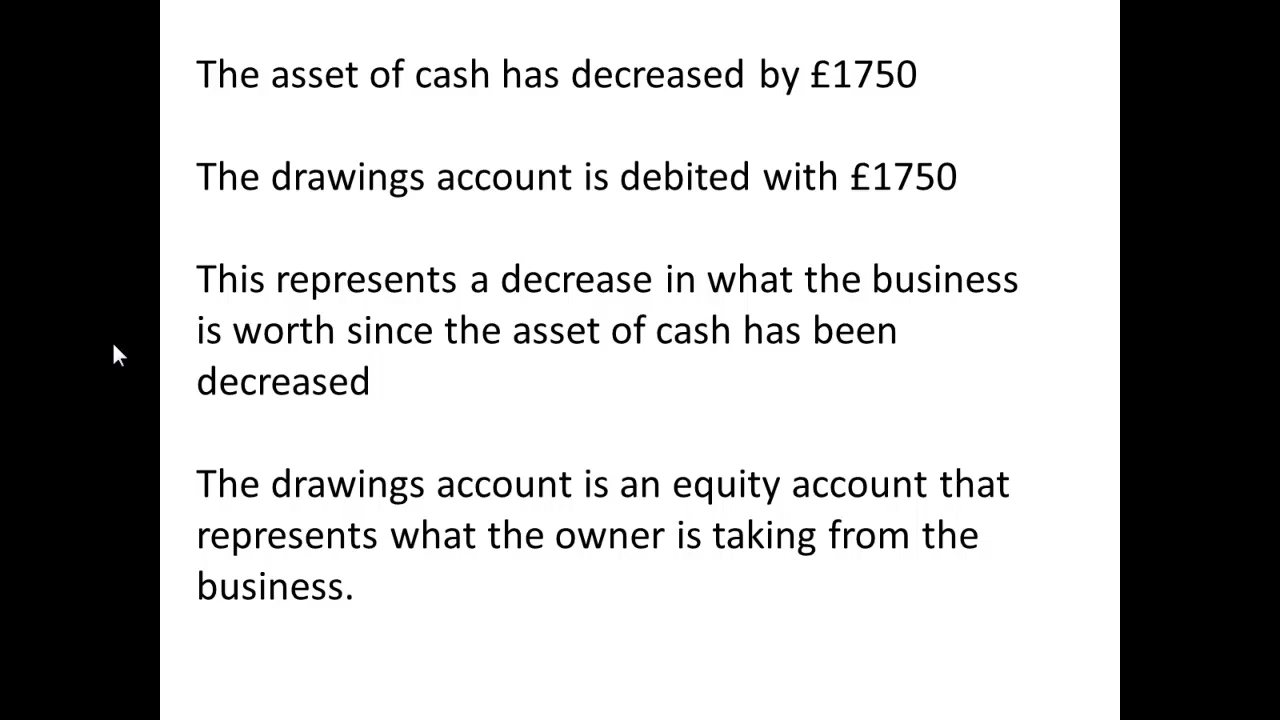 The asset of cash has decreased by £1750
The drawings account is debited with £1750
This represents a decrease in what the business
is worth since the asset of cash has been
decreased
The drawings account is an equity account that
represents what the owner is taking from the
business.